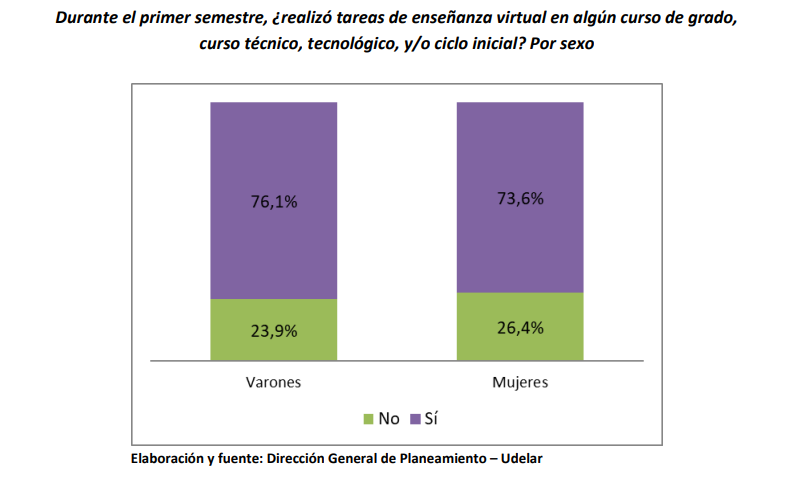 Durante el primer semestre, ¿realizó tareas de enseñanza virtual en algún curso de grado,
curso técnico, tecnológico, y/o ciclo inicial? Por sexo
76,1%
73,6%
23,9%
26,4%
Varones
Mujeres
No
Sí
Elaboración y fuente: Dirección General de Planeamiento – Udelar